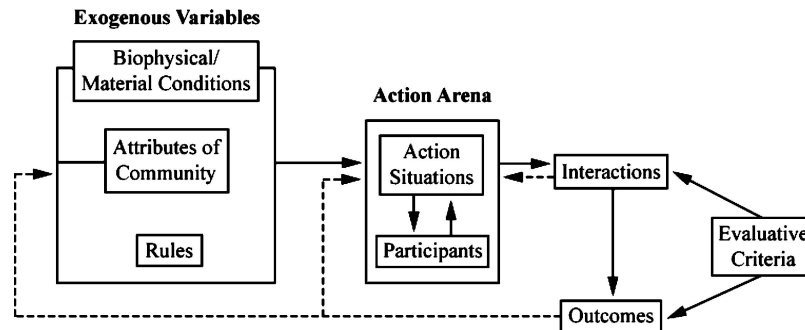 Exogenous Variables
Biophysical/
Material Conditions
Attributes of
Community
Rules
Action Arena
Action
Situations
Participants
Interactions
Outcomes
Evaluative
Criteria